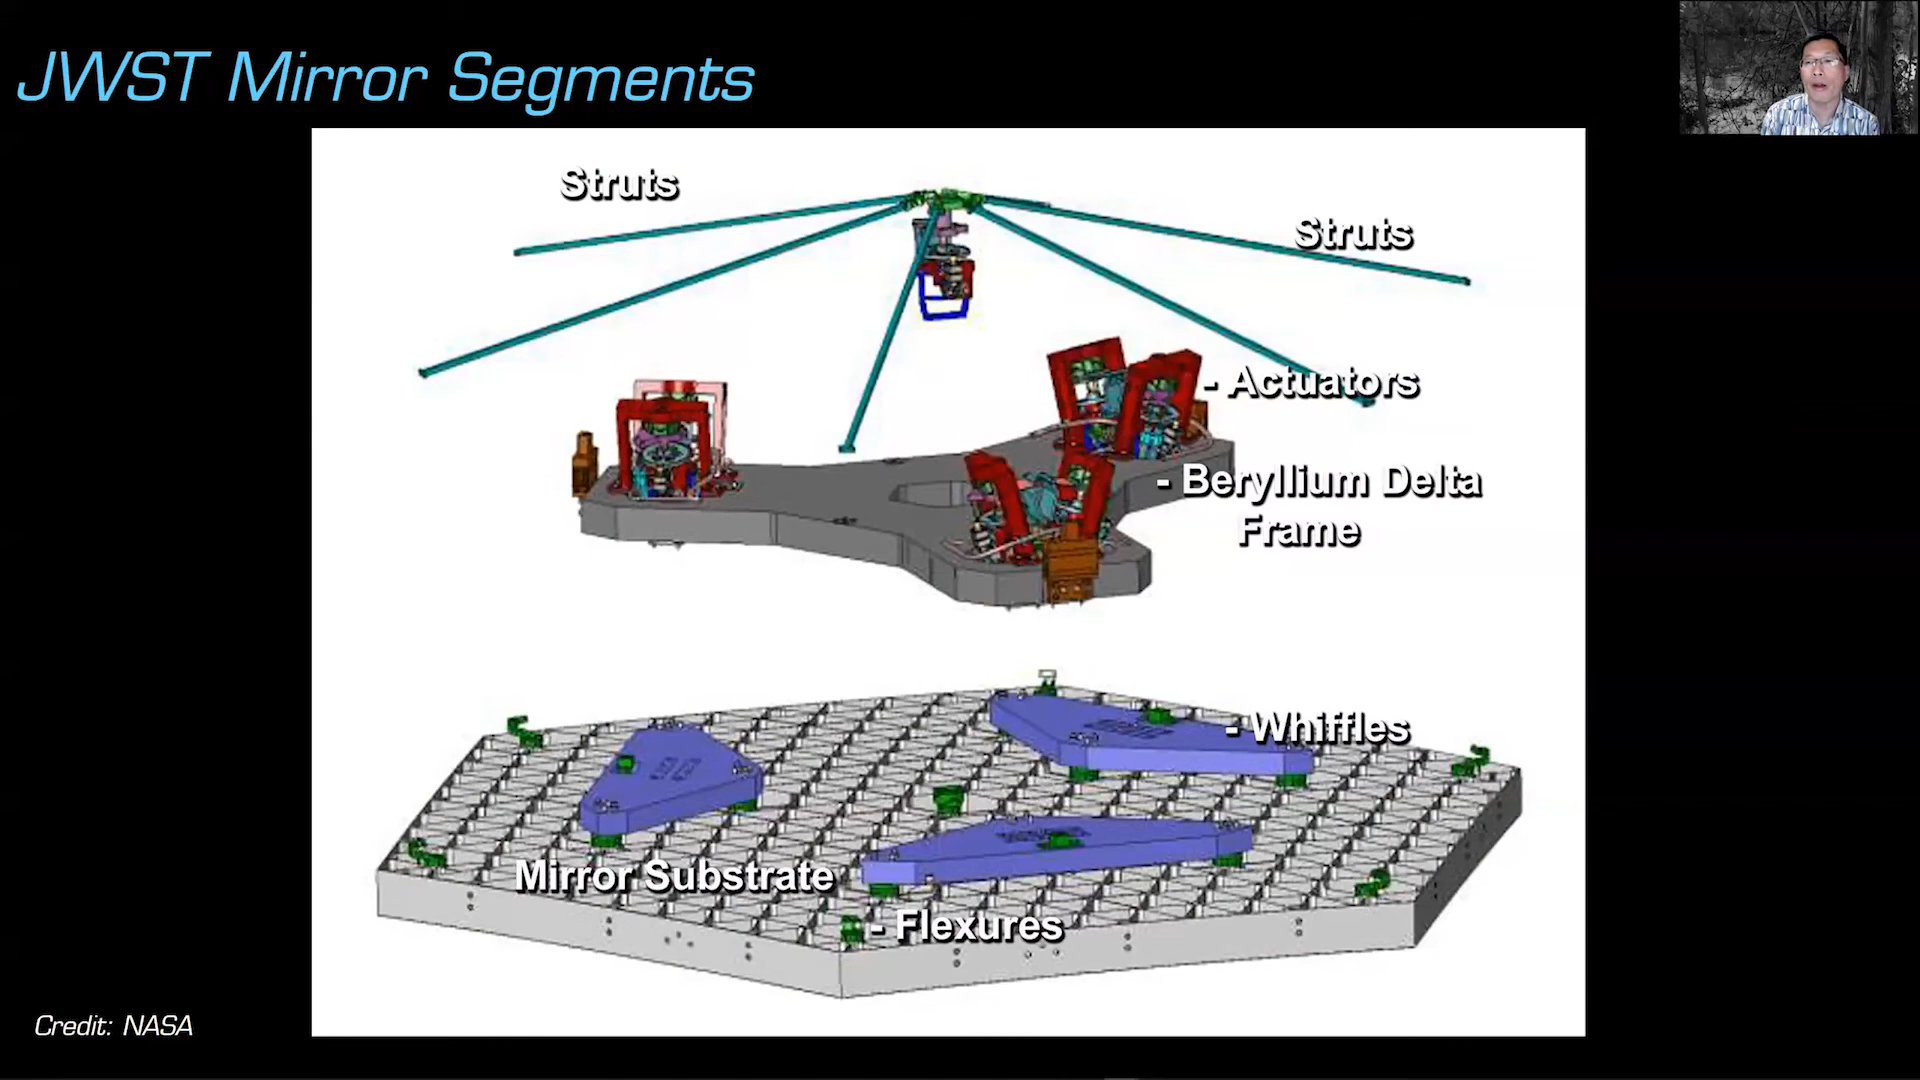 JWST Mirror Segments
Struts
Struts
- Actuators
- Beryllium Delta
Frame
- Whiffles
Mirror Substrate
- Flexures
Credit: NASA